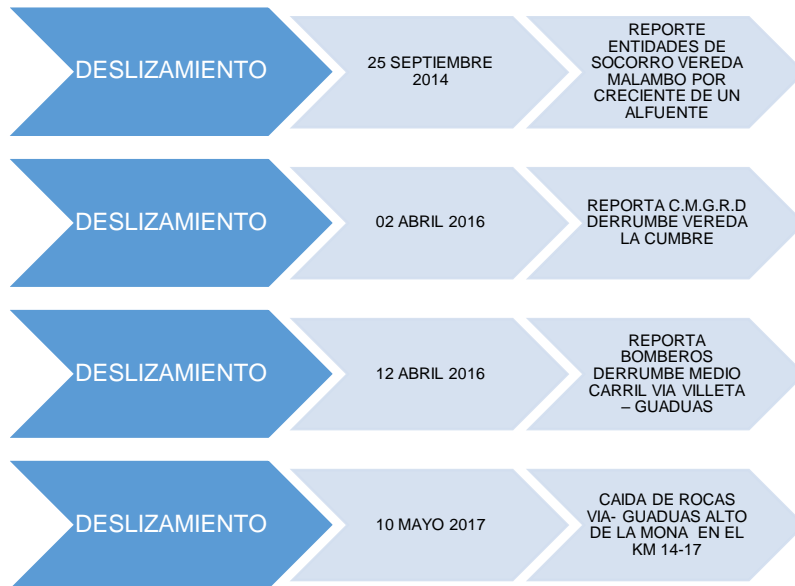 DESLIZAMIENTO
25 SEPTIEMBRE
2014
REPORTE
ENTIDADES DE
SOCORRO VEREDA
MALAMBO POR
CRECIENTE DE UN
ALFUENTE
DESLIZAMIENTO
02 ABRIL 2016
REPORTA C.M.G.R.D
DERRUMBE VEREDA
LA CUMBRE
DESLIZAMIENTO
12 ABRIL 2016
REPORTA
BOMBEROS
DERRUMBE MEDIO
CARRIL VIA VILLETA
– GUADUAS
DESLIZAMIENTO
10 MAYO 2017
CAIDA DE ROCAS
VIA- GUADUAS ALTO
DE LA MONA EN EL
KM 14-17